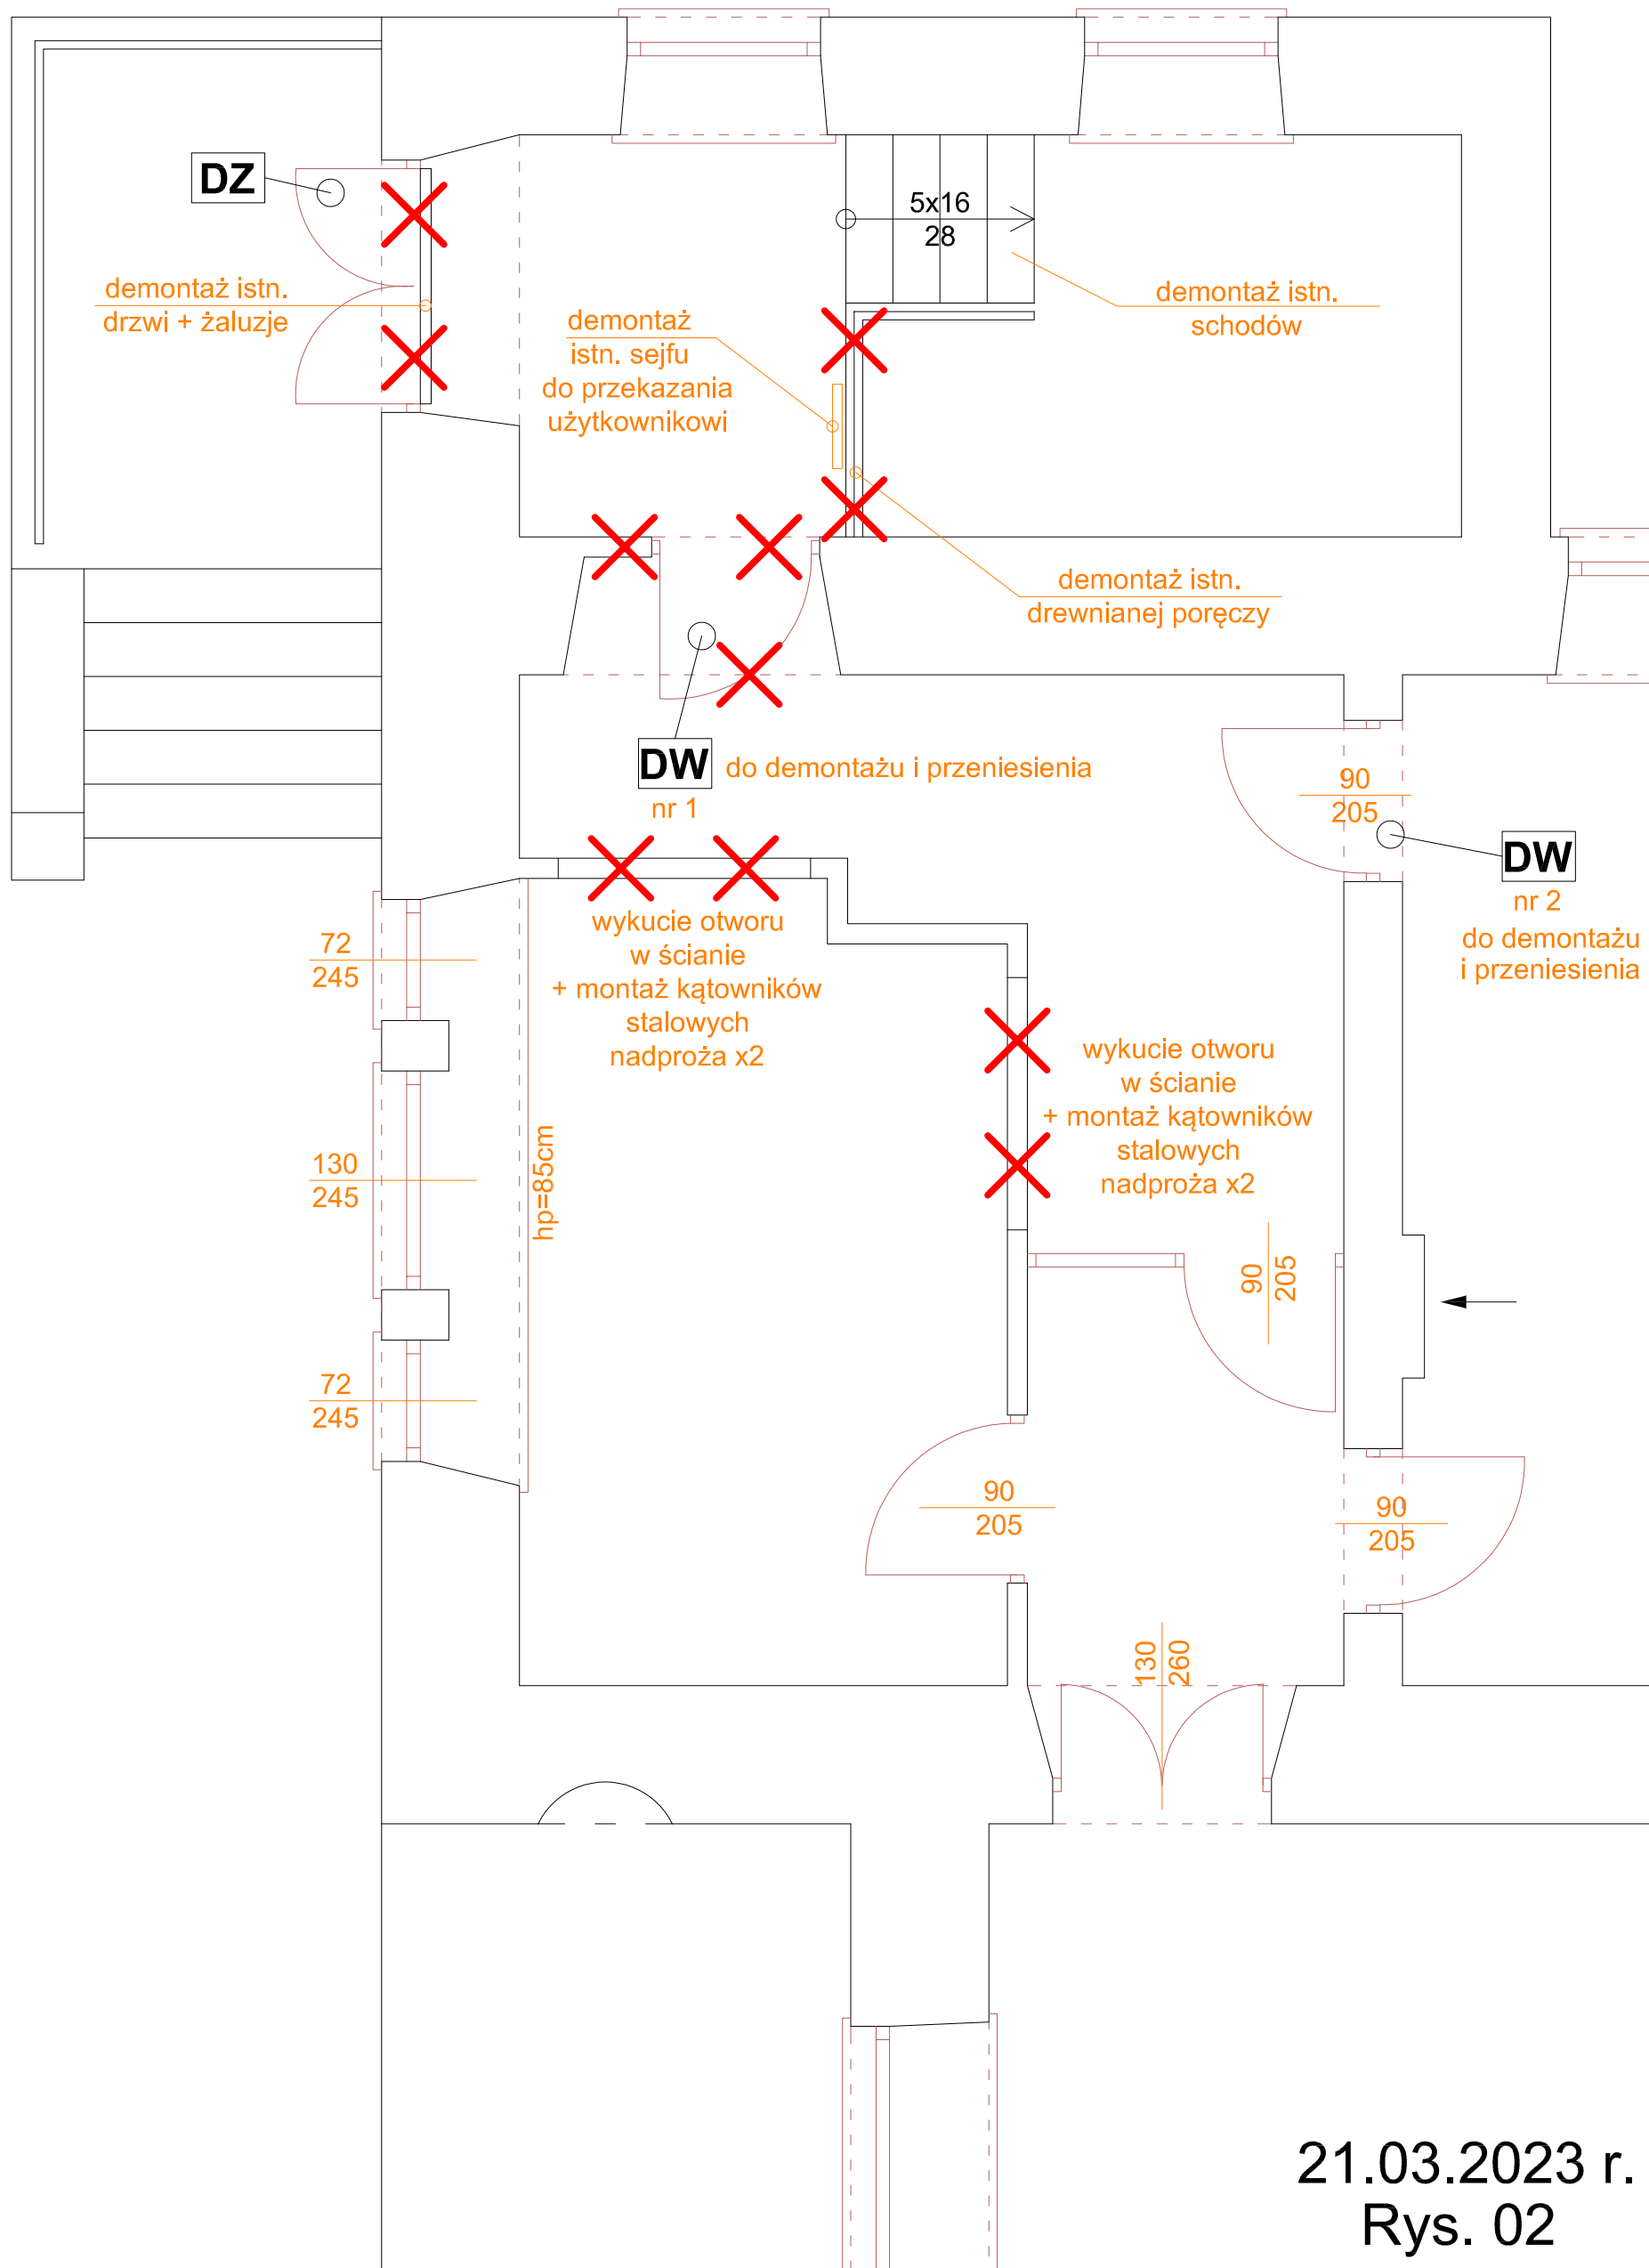 DZ
demontaż istn.
drzwi + żaluzje
demontaż
istn. sejfu
do przekazania
użytkownikowi
5x16
28
demontaż istn.
schodów
demontaż istn.
drewnianej poręczy
DW
nr 1
do demontażu i przeniesienia
90
205
DW
nr 2
do demontażu
i przeniesienia
wykucie otworu
w ścianie
+ montaż kątowników
stalowych
nadproża x2
72
245
130
245
72
245
hp=85cm
wykucie otworu
w ścianie
+ montaż kątowników
stalowych
nadproża x2
90
205
90
205
90
205
130
260
21.03.2023 r.
Rys. 02